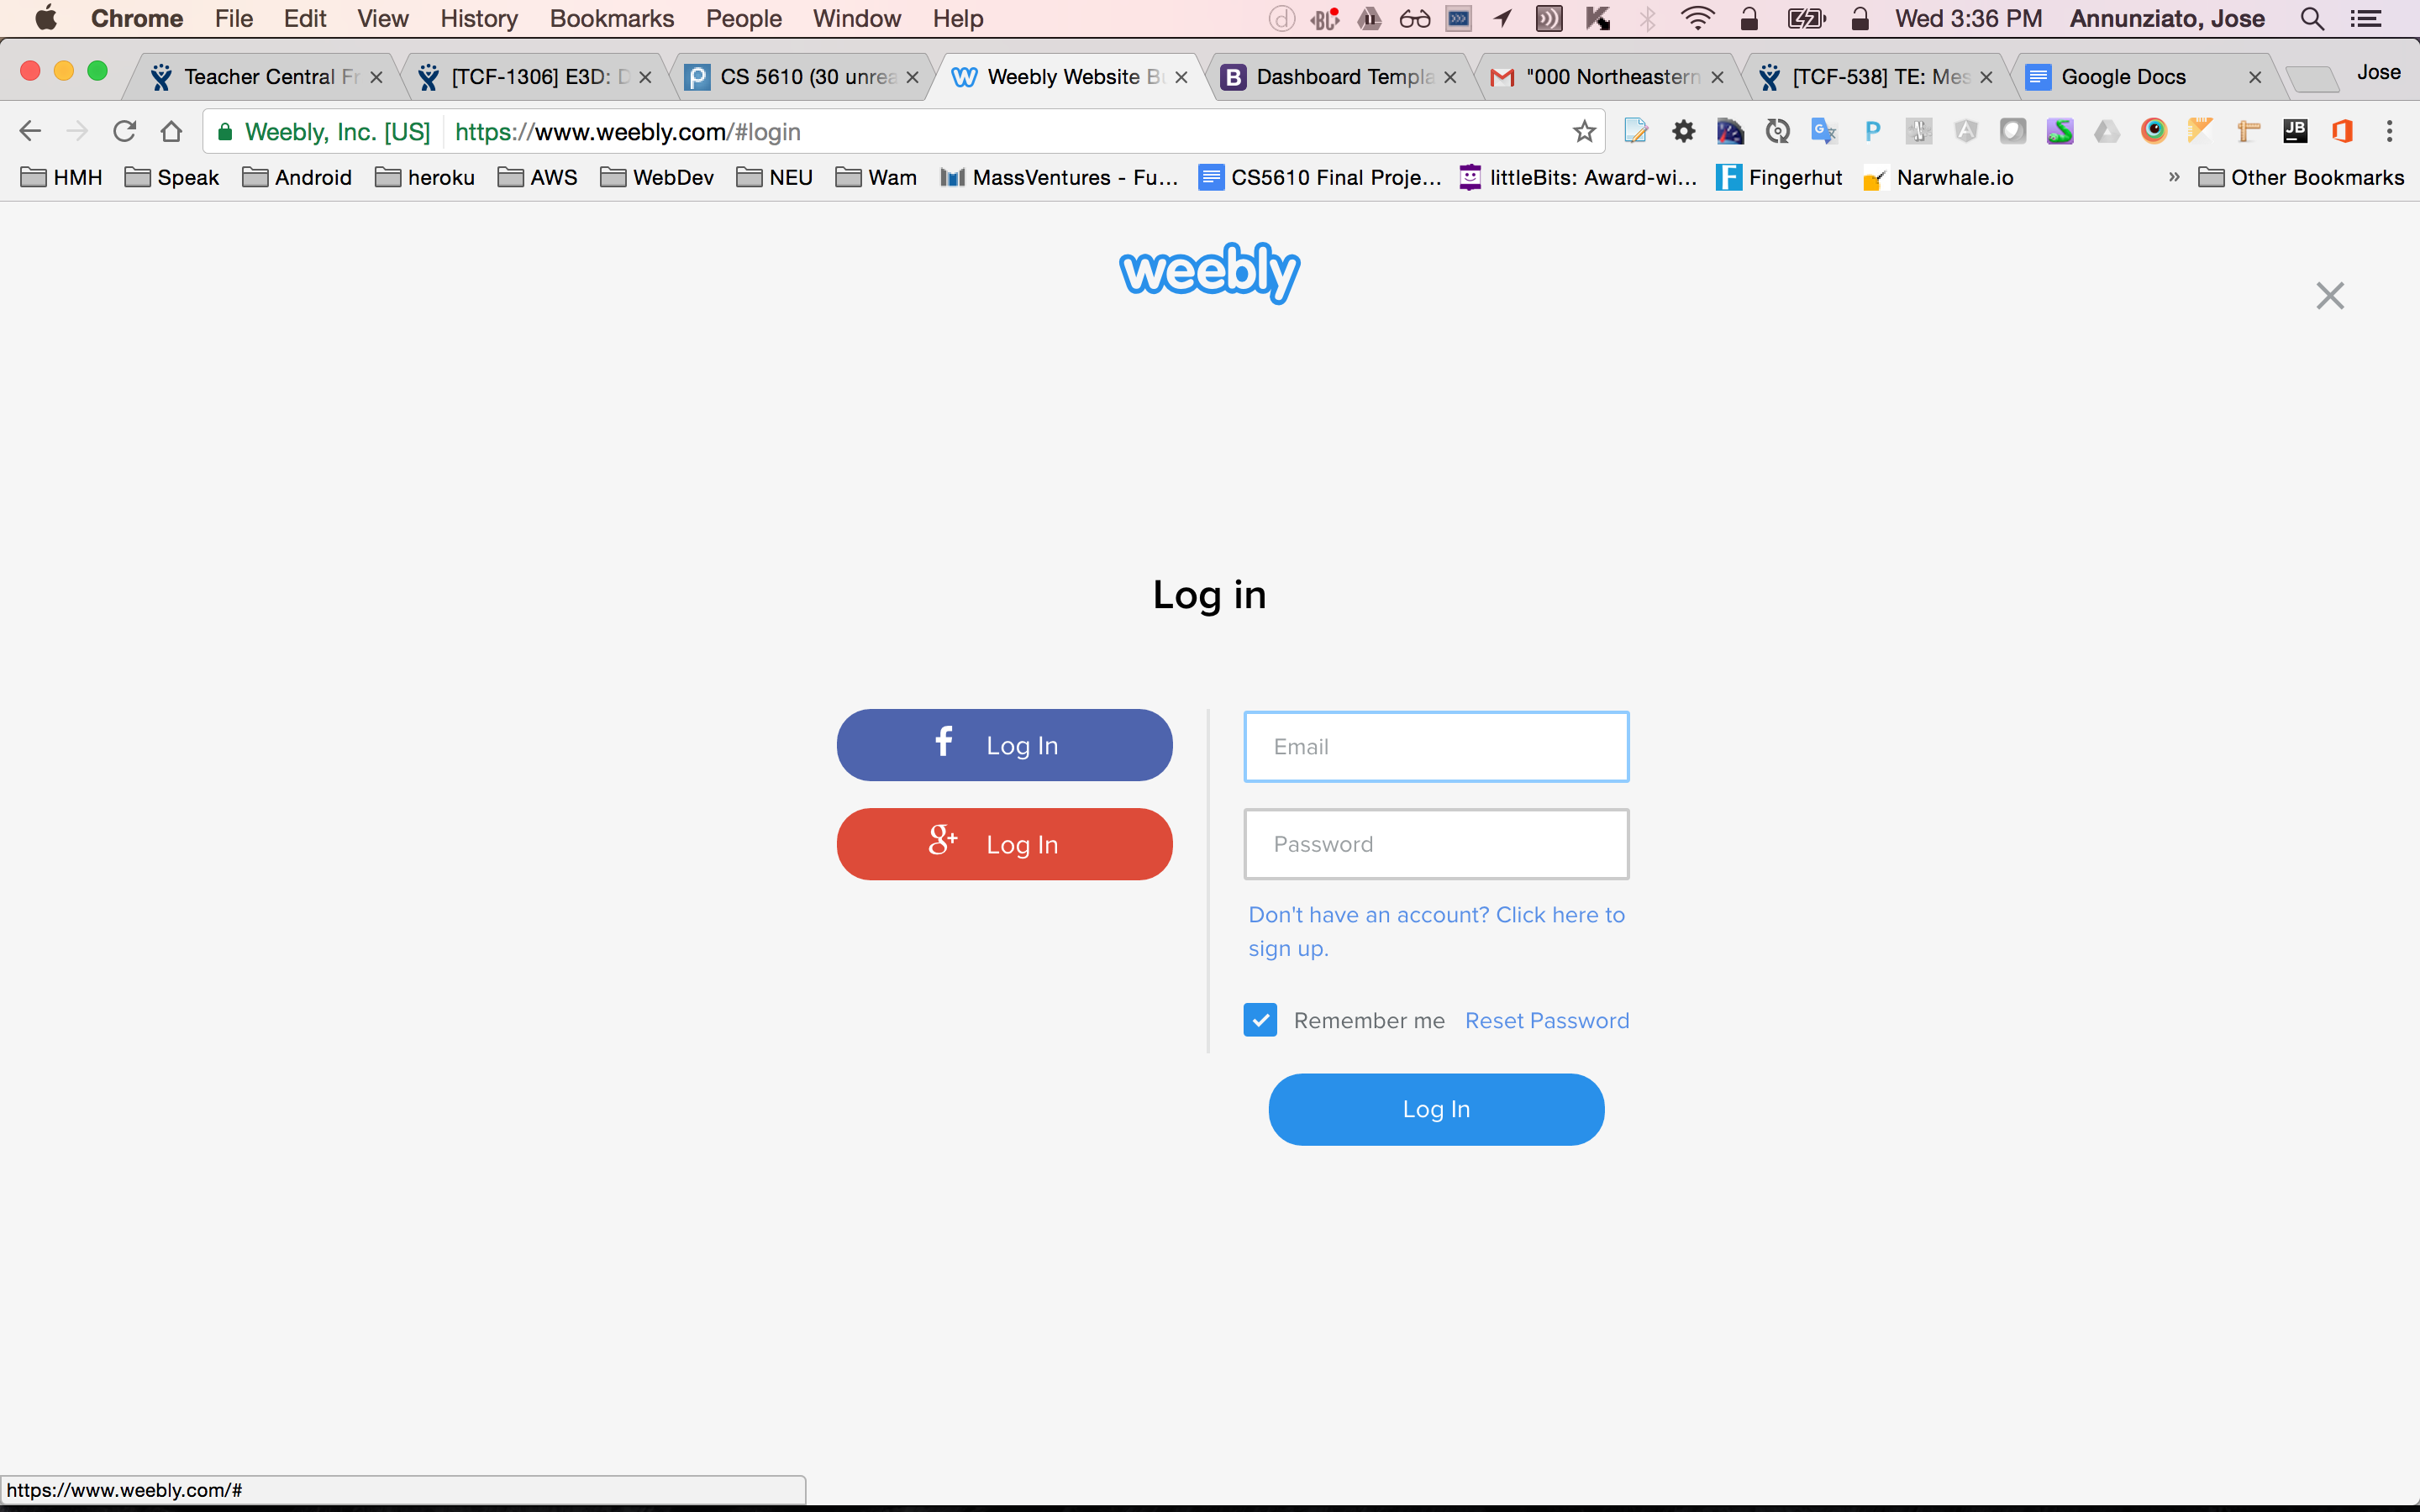 Chrome File Edit View History Bookmarks People Window Help Wed 3:36 PM Annunziato, Jose
Teacher Central Fr [TCF-1306] E3D: D CS 5610 (30 unrea Weebly Website Bu Dashboard Templa "000 Northeastern [TCF-538] TE: Mes Google Docs Jose
Weebly, Inc. [US] https://www.weebly.com/#login
HMH Speak Android heroku AWS WebDev NEU Wam MassVentures - Fu... CS5610 Final Proje... littleBits: Award-wi... Fingerhut Narwhale.io » Other Bookmarks
weebly
Log in
f Log In
g+ Log In
Email
Password
Don't have an account? Click here to
sign up.
Remember me Reset Password
Log In
https://www.weebly.com/#